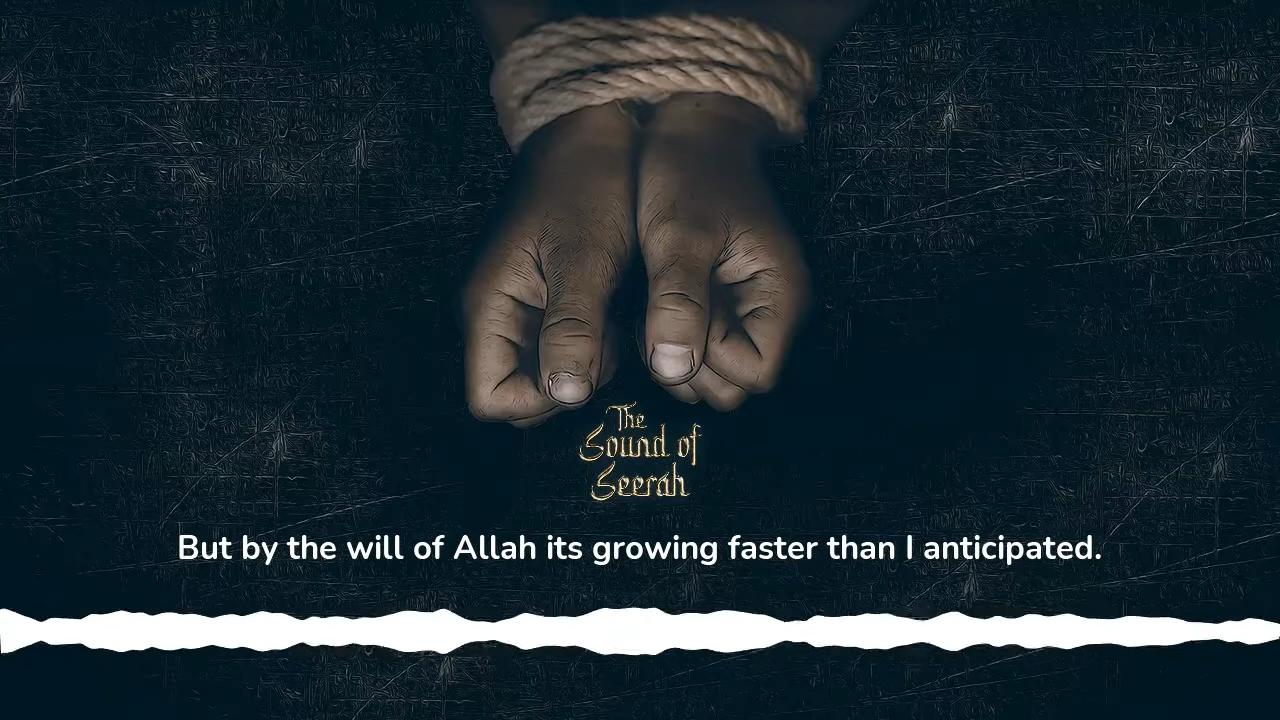 The
Sound of
Seerah
But by the will of Allah its growing faster than I anticipated.